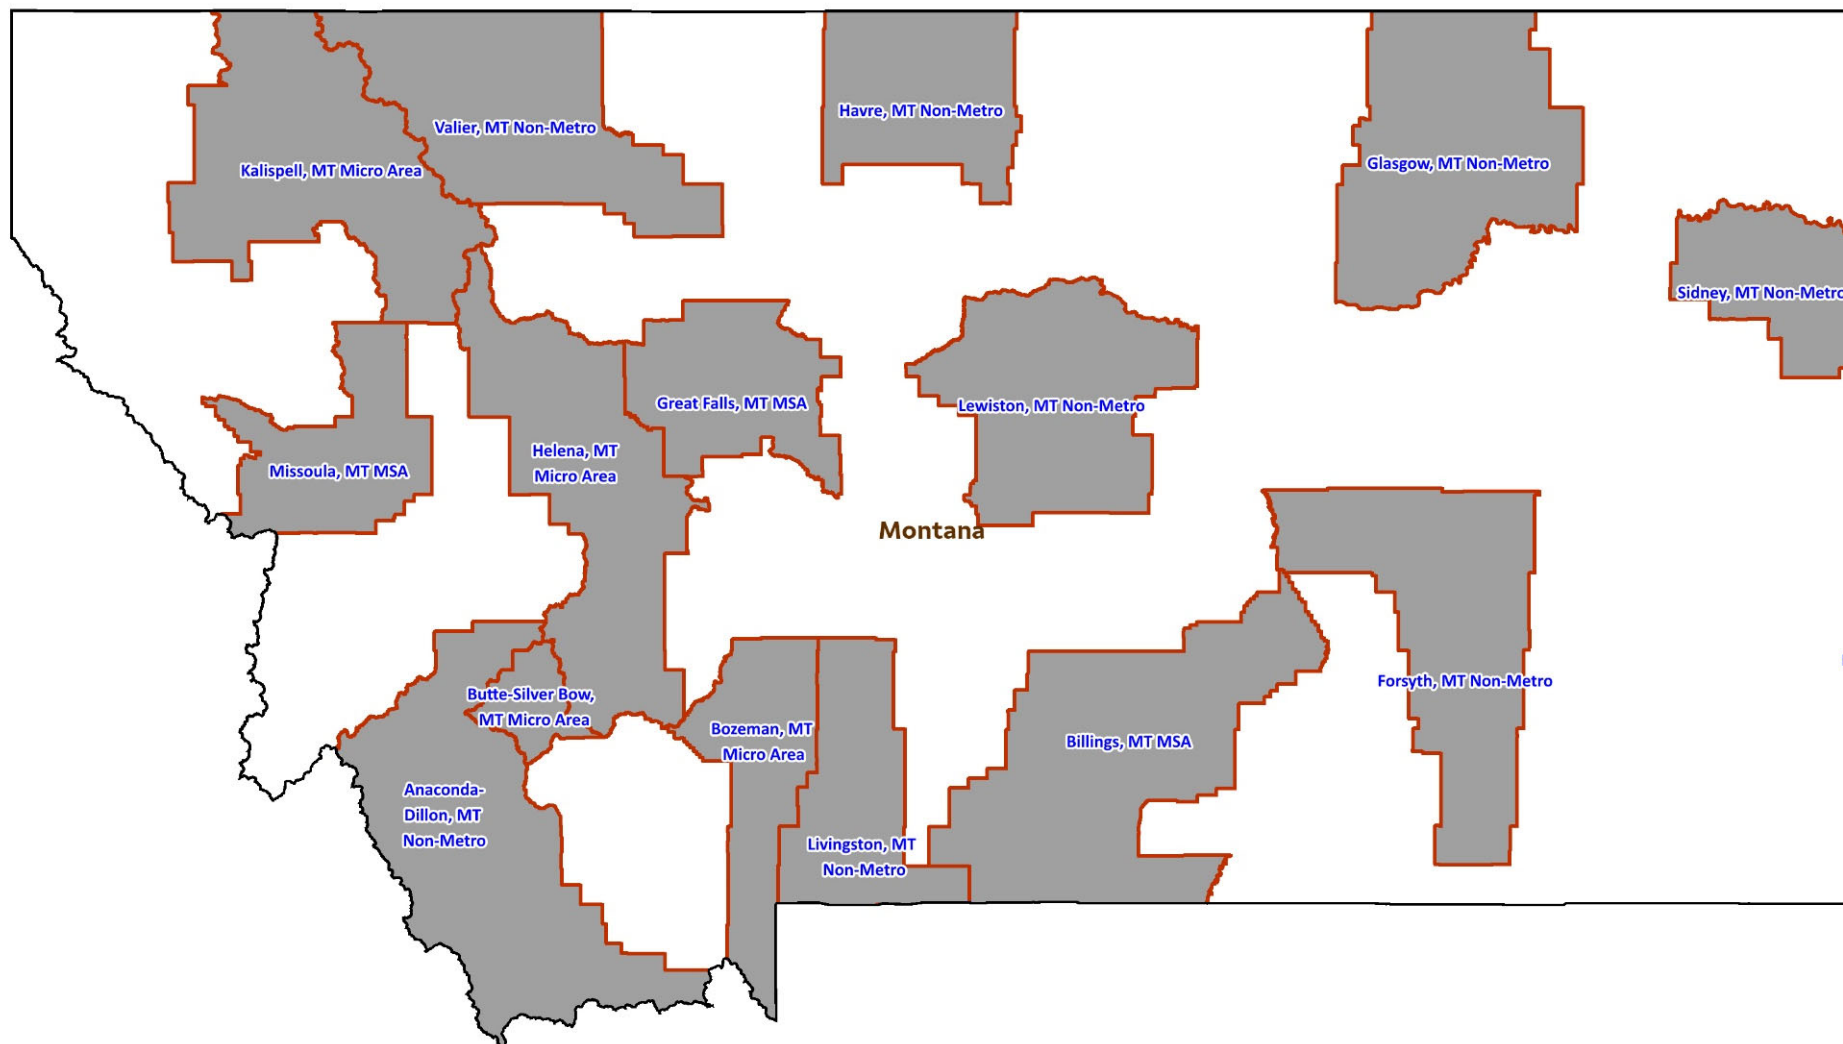 Havre, MT Non-Metro
Valier, MT Non-Metro
Glasgow, MT Non-Metro
Kalispell, MT Micro Area
Sidney, MT Non-Metro
Great Falls, MT MSA
Lewiston, MT Non-Metro
Helena, MT
Micro Area
Missoula, MT MSA
Montana
Forsyth, MT Non-Metro
Butte-Silver Bow,
MT Micro Area
Bozeman, MT
Micro Area
Billings, MT MSA
Anaconda-
Dillon, MT
Non-Metro
Livingston, MT
Non-Metro